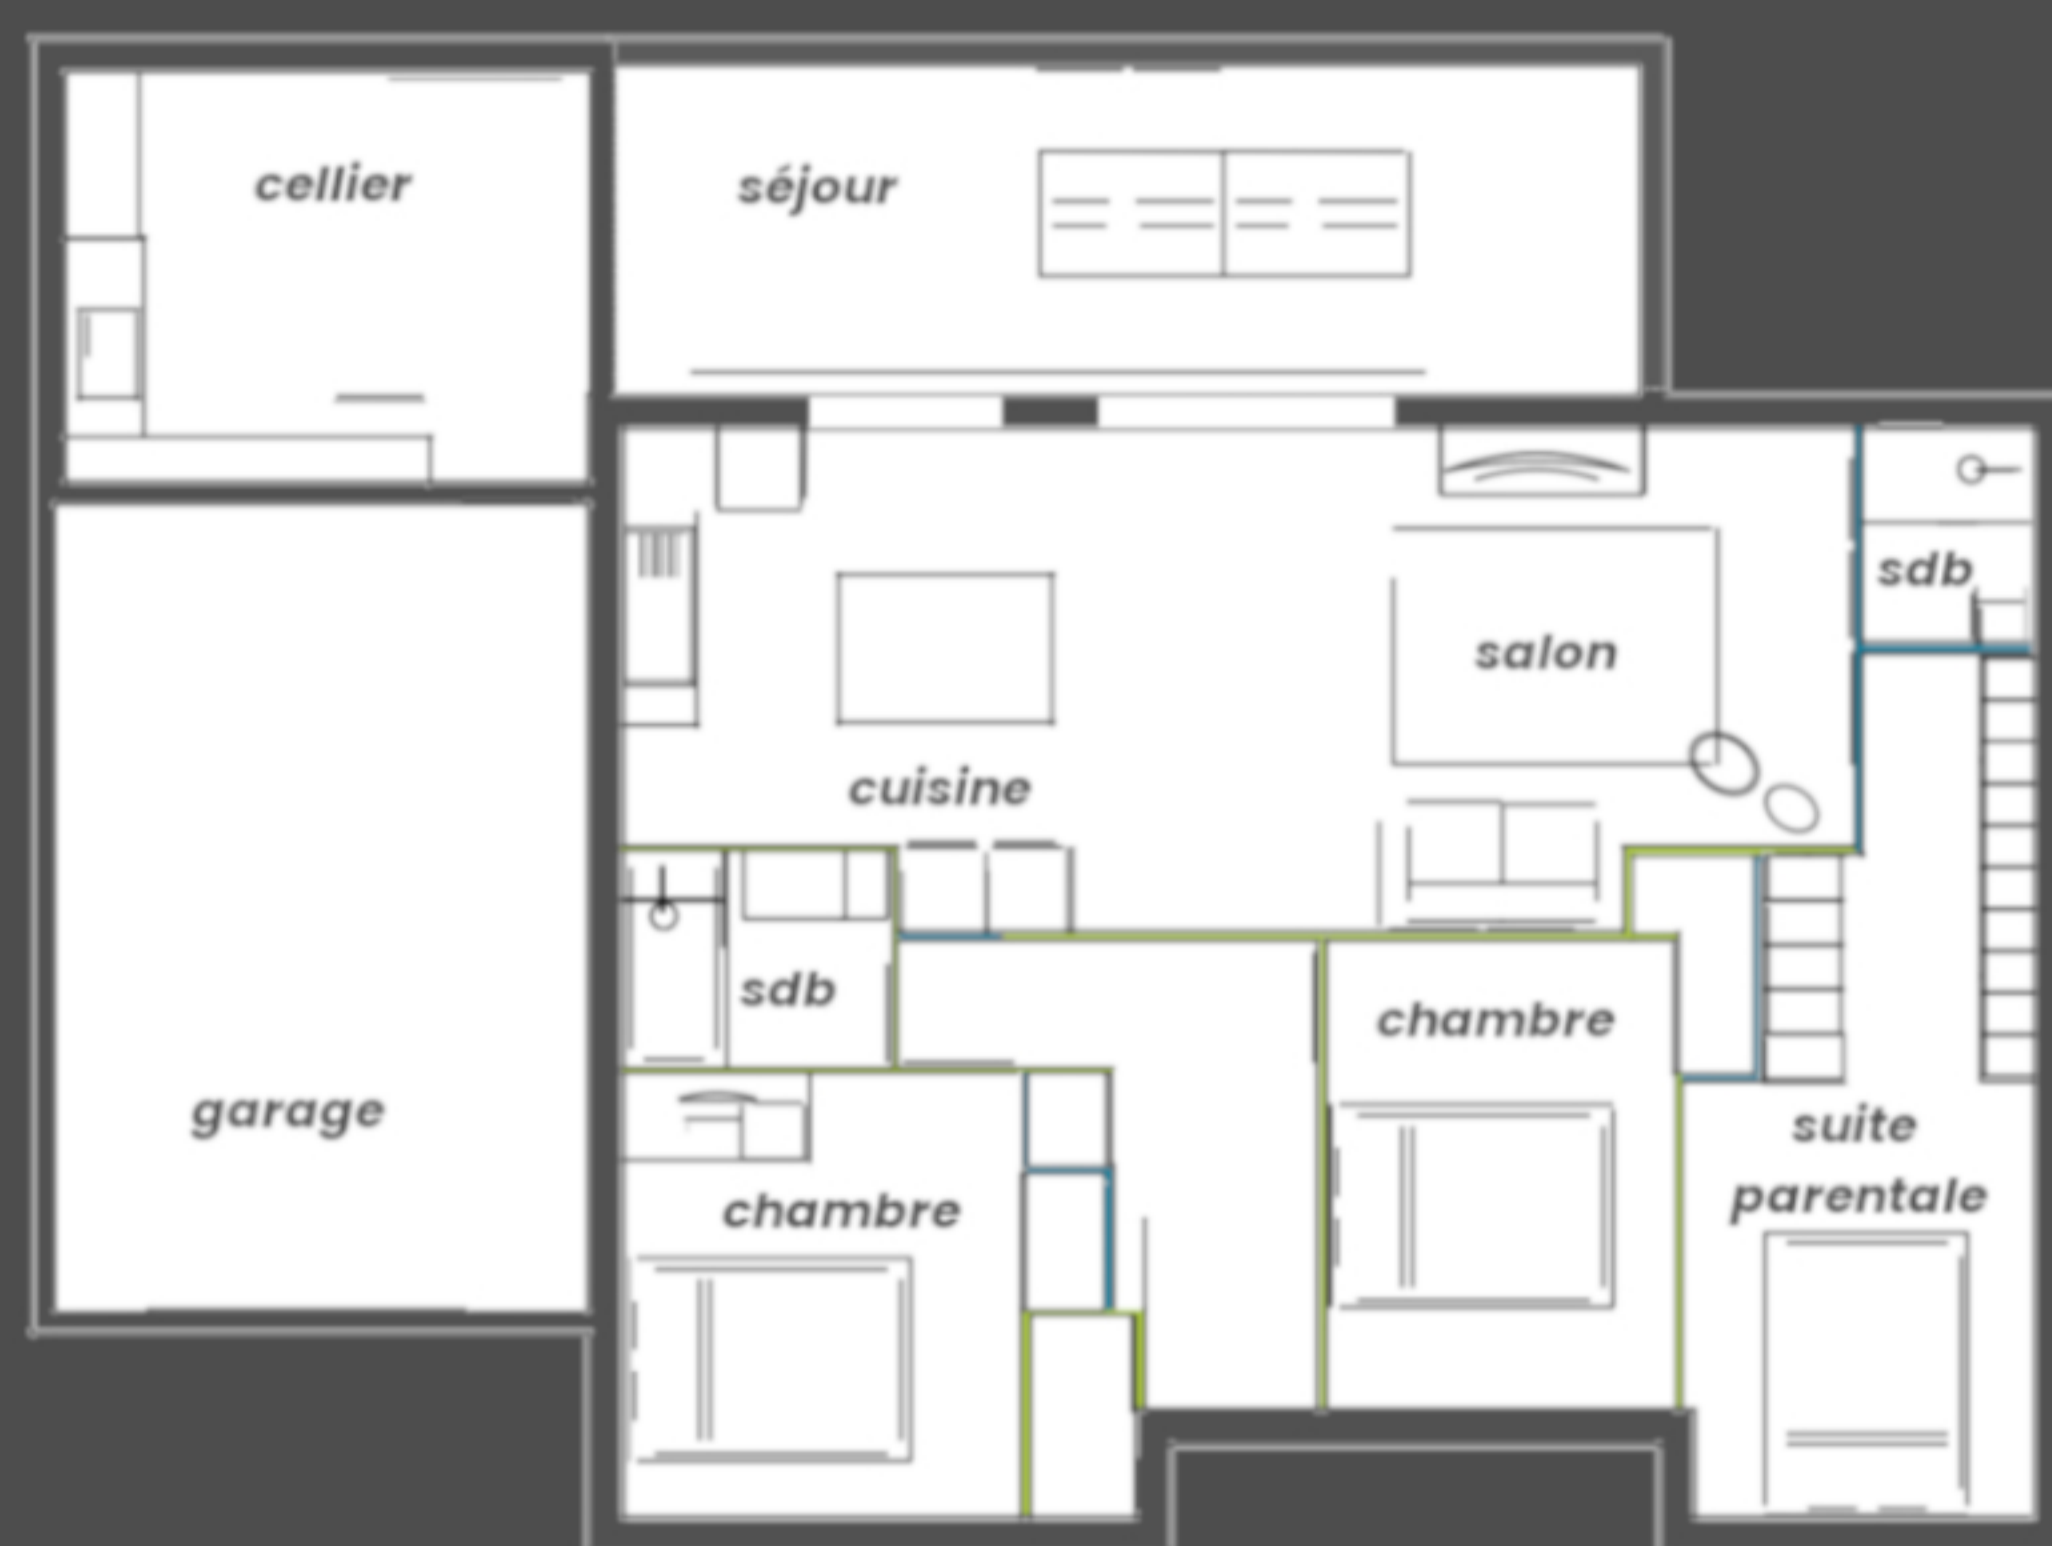 cellier
séjour
sdb
salon
cuisine
sdb
chambre
garage
suite
parentale
chambre